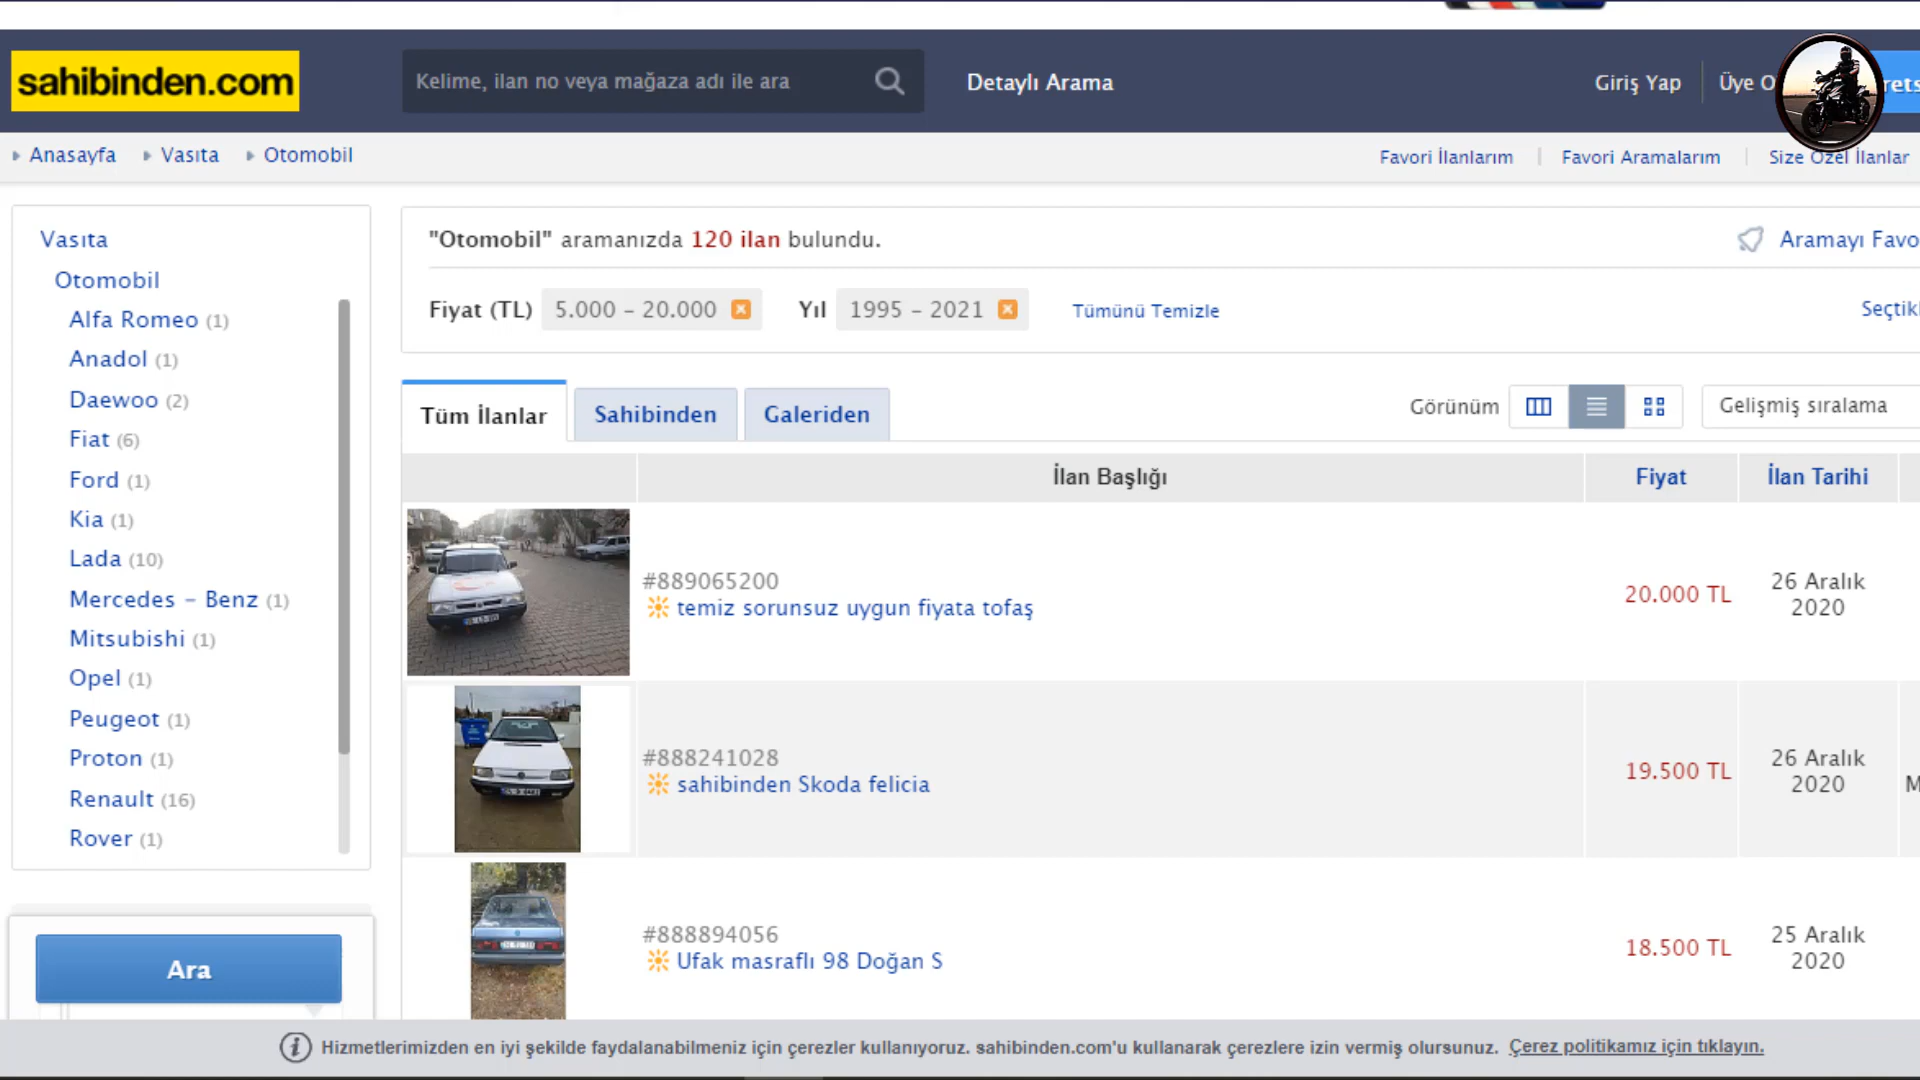 sahibinden.com
Kelime, ilan no veya mağaza adı ile ara
Detaylı Arama
Giriş Yap
Üye O
rets
Anasayfa
Vasıta
Otomobil
Favori İlanlarım
Favori Aramalarım
Size Özel İlanlar
Vasıta
Otomobil
Alfa Romeo (1)
Anadol (1)
Daewoo (2)
Fiat (6)
Ford (1)
Kia (1)
Lada (10)
Mercedes - Benz (1)
Mitsubishi (1)
Opel (1)
Peugeot (1)
Proton (1)
Renault (16)
Rover (1)
Ara
"Otomobil" aramanızda 120 ilan bulundu.
Aramayı Favo
Fiyat (TL) 5.000 - 20.000
Yıl 1995 - 2021
Tümünü Temizle
Seçtikl
Tüm İlanlar
Sahibinden
Galeriden
Görünüm
Gelişmiş sıralama
İlan Başlığı
Fiyat
İlan Tarihi
#889065200
temiz sorunsuz uygun fiyata tofaş
20.000 TL
26 Aralık
2020
#888241028
sahibinden Skoda felicia
19.500 TL
26 Aralık
2020
M
#888894056
Ufak masraflı 98 Doğan S
18.500 TL
25 Aralık
2020
Hizmetlerimizden en iyi şekilde faydalanabilmeniz için çerezler kullanıyoruz. sahibinden.com'u kullanarak çerezlere izin vermiş olursunuz. Çerez politikamız için tıklayın.